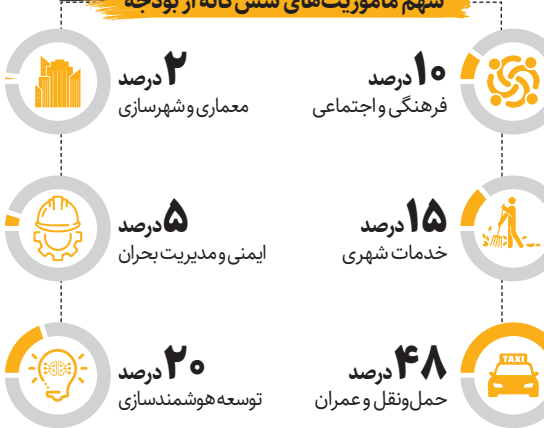 سهم ماموریت‌های شش‌گانه از بودجه
۱۰ درصد
فرهنگی و اجتماعی
۲ درصد
معماری و شهرسازی
۱۵ درصد
خدمات شهری
۵ درصد
ایمنی و مدیریت بحران
۴۸ درصد
حمل‌ونقل و عمران
۲۰ درصد
توسعه هوشمندسازی
TAXI